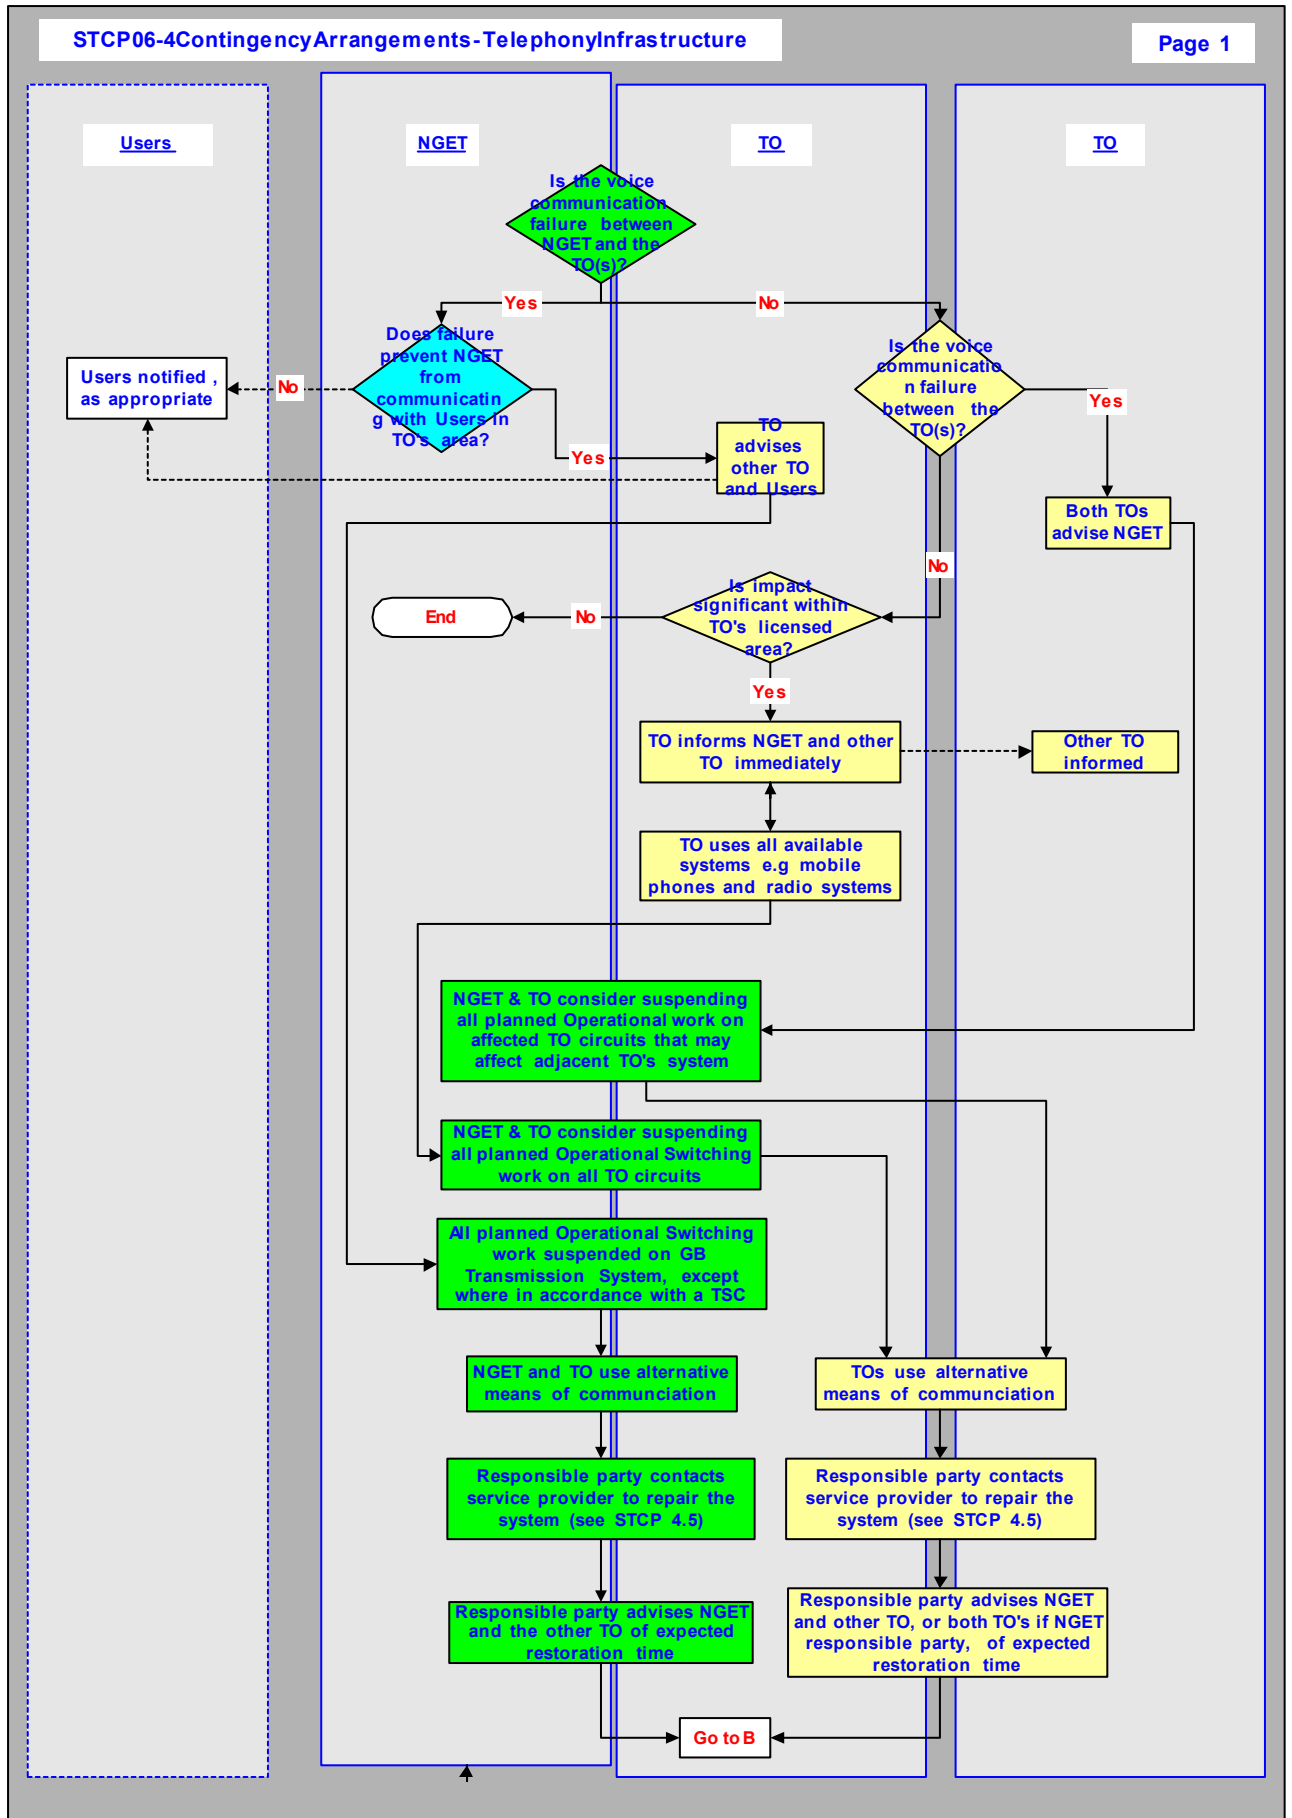 STCP06-4ContingencyArrangements-TelephonyInfrastructure
Page 1
Users
NGET
TO
TO
Is the voice
communication
failure between
NGET and the
TO(s)?
Yes
No
Does failure
prevent NGET
from
communicatin
g with Users in
TO's area?
Is the voice
communicatio
n failure
between the
TO(s)?
Users notified ,
as appropriate
No
Yes
Yes
TO
advises
other TO
and Users
Both TOs
advise NGET
No
Is impact
significant within
TO's licensed
area?
No
End
Yes
TO informs NGET and other
TO immediately
Other TO
informed
TO uses all available
systems e.g mobile
phones and radio systems
NGET & TO consider suspending
all planned Operational work on
affected TO circuits that may
affect adjacent TO's system
NGET & TO consider suspending
all planned Operational Switching
work on all TO circuits
All planned Operational Switching
work suspended on GB
Transmission System, except
where in accordance with a TSC
NGET and TO use alternative
means of communciation
TOs use alternative
means of communciation
Responsible party contacts
service provider to repair the
system (see STCP 4.5)
Responsible party contacts
service provider to repair the
system (see STCP 4.5)
Responsible party advises NGET
and the other TO of expected
restoration time
Responsible party advises NGET
and other TO, or both TO's if NGET
responsible party, of expected
restoration time
Go to B